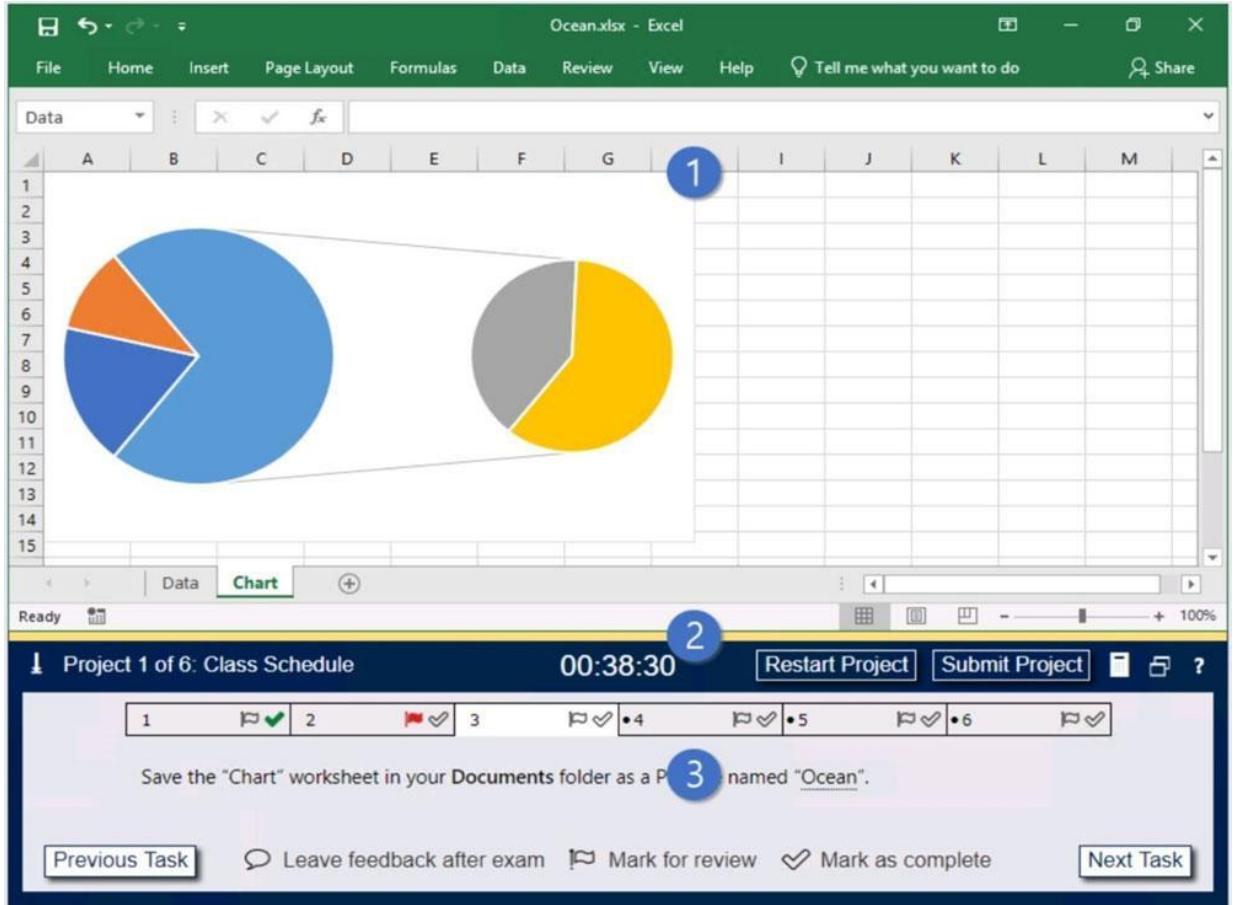 Ocean.xlsx - Excel
File Home Insert Page Layout Formulas Data Review View Help Tell me what you want to do Share
Data fx
A B C D E F G 1 I J K L M
1
2
3
4
5
6
7
8
9
10
11
12
13
14
15
Data Chart
Ready 100%
2
Project 1 of 6: Class Schedule 00:38:30 Restart Project Submit Project ?
1 2 3 •4 •5 •6
Save the "Chart" worksheet in your Documents folder as a P 3 named "Ocean".
Previous Task Leave feedback after exam Mark for review Mark as complete Next Task